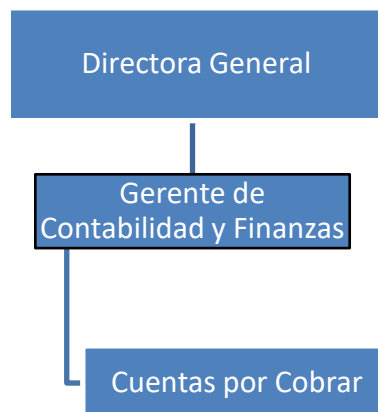 Directora General
Gerente de
Contabilidad y Finanzas
Cuentas por Cobrar